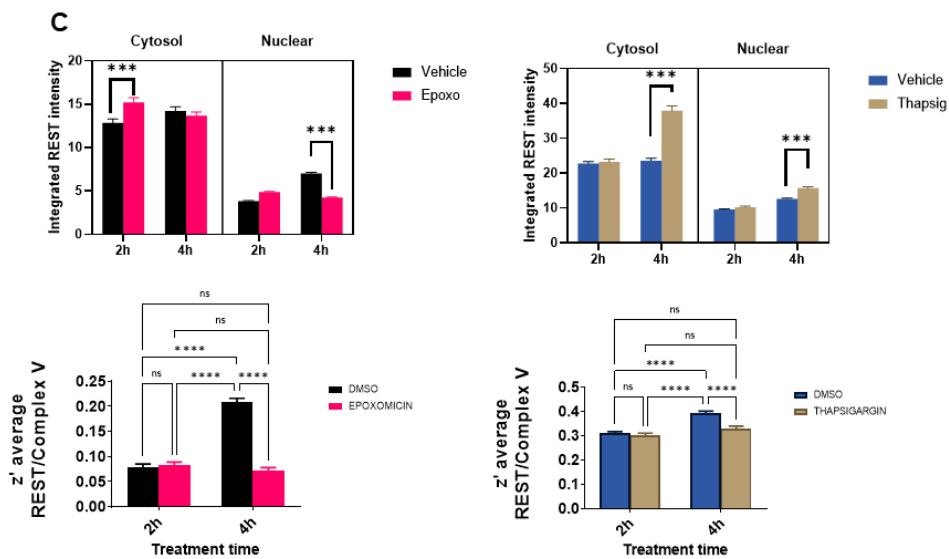 C
Cytosol Nuclear
Integrated REST intensity
20
15
10
5
0
***
***
2h 4h 2h 4h
Vehicle
Epoxo
Cytosol Nuclear
Integrated REST intensity
50
40
30
20
10
0
***
***
2h 4h 2h 4h
Vehicle
Thapsig
z' average
REST/Complex V
ns
ns
****
ns **** ****
0.25
0.20
0.15
0.10
0.05
0.00
2h 4h
Treatment time
DMSO
EPOXOMICIN
z' average
REST/Complex V
ns
ns
****
ns **** ****
0.5
0.4
0.3
0.2
0.1
0.0
2h 4h
Treatment time
DMSO
THAPSIGARGIN